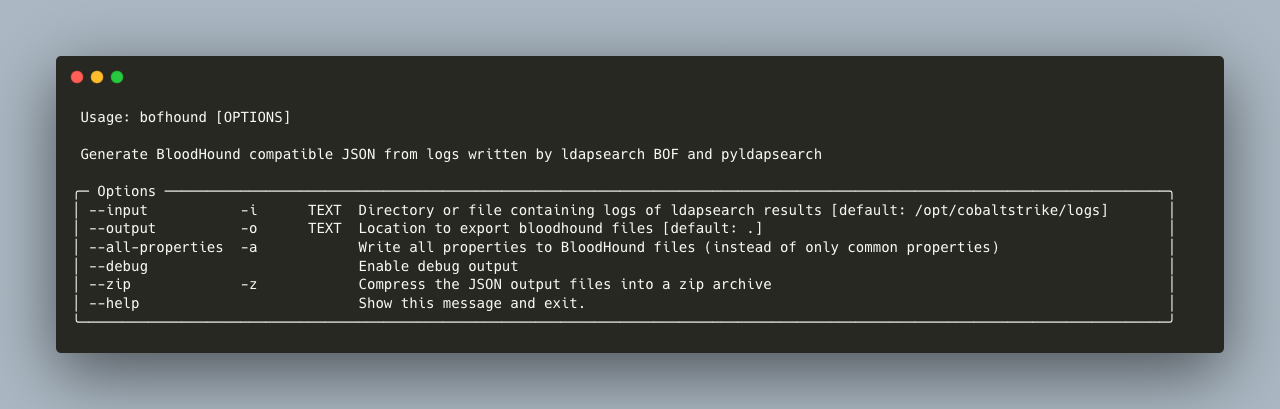 Usage: bofhound [OPTIONS]
Generate BloodHound compatible JSON from logs written by ldapsearch BOF and pyldapsearch
Options
--input -i TEXT Directory or file containing logs of ldapsearch results [default: /opt/cobaltstrike/logs]
--output -o TEXT Location to export bloodhound files [default: .]
--all-properties -a Write all properties to BloodHound files (instead of only common properties)
--debug Enable debug output
--zip -z Compress the JSON output files into a zip archive
--help Show this message and exit.